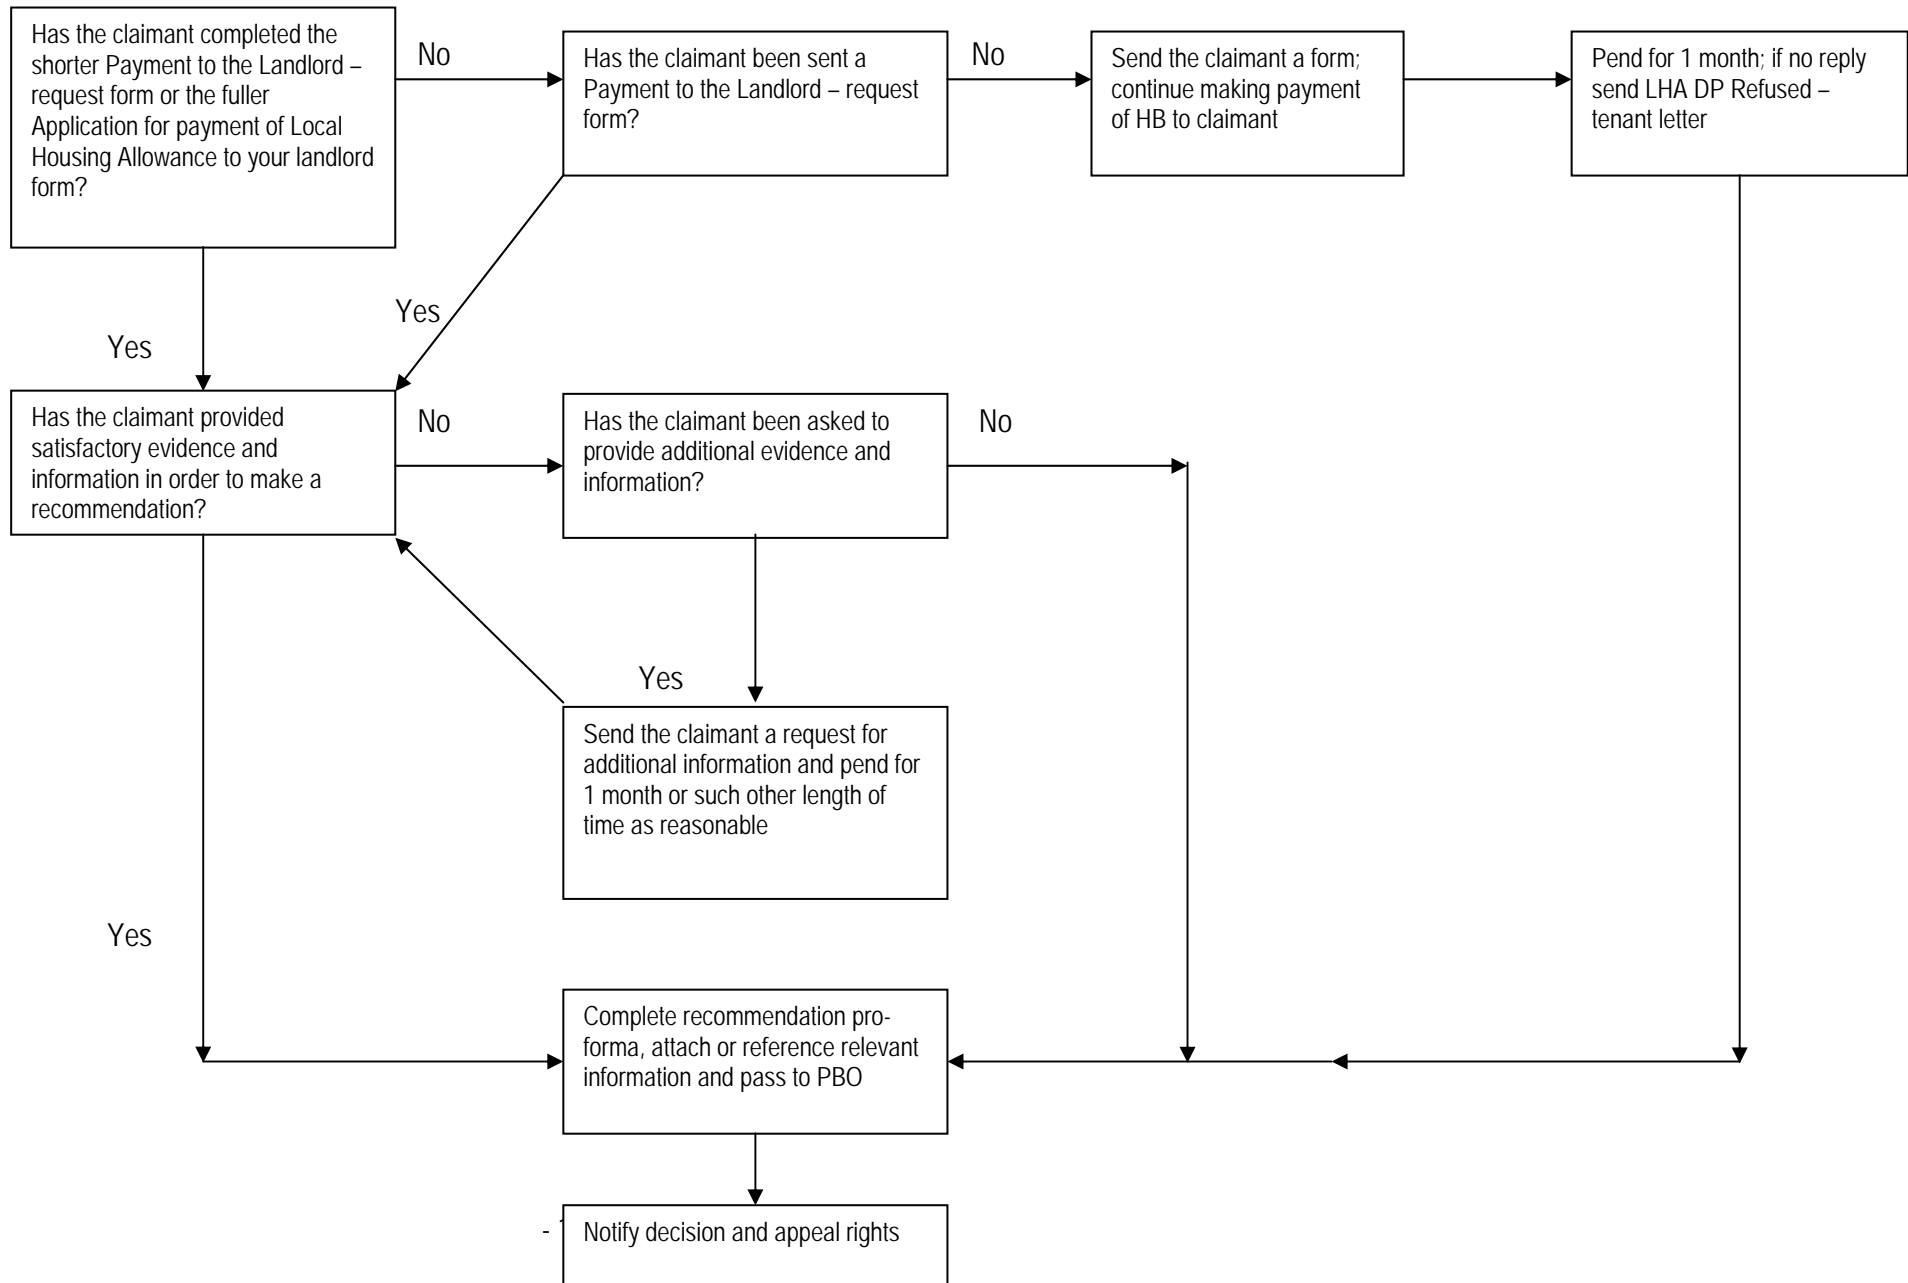 Has the claimant completed the
shorter Payment to the Landlord –
request form or the fuller
Application for payment of Local
Housing Allowance to your landlord
form?
No
Has the claimant been sent a
Payment to the Landlord – request
form?
No
Send the claimant a form;
continue making payment
of HB to claimant
Pend for 1 month; if no reply
send LHA DP Refused –
tenant letter
Yes
Yes
Has the claimant provided
satisfactory evidence and
information in order to make a
recommendation?
No
Has the claimant been asked to
provide additional evidence and
information?
No
Yes
Send the claimant a request for
additional information and pend for
1 month or such other length of
time as reasonable
Yes
Complete recommendation pro-
forma, attach or reference relevant
information and pass to PBO
-
Notify decision and appeal rights